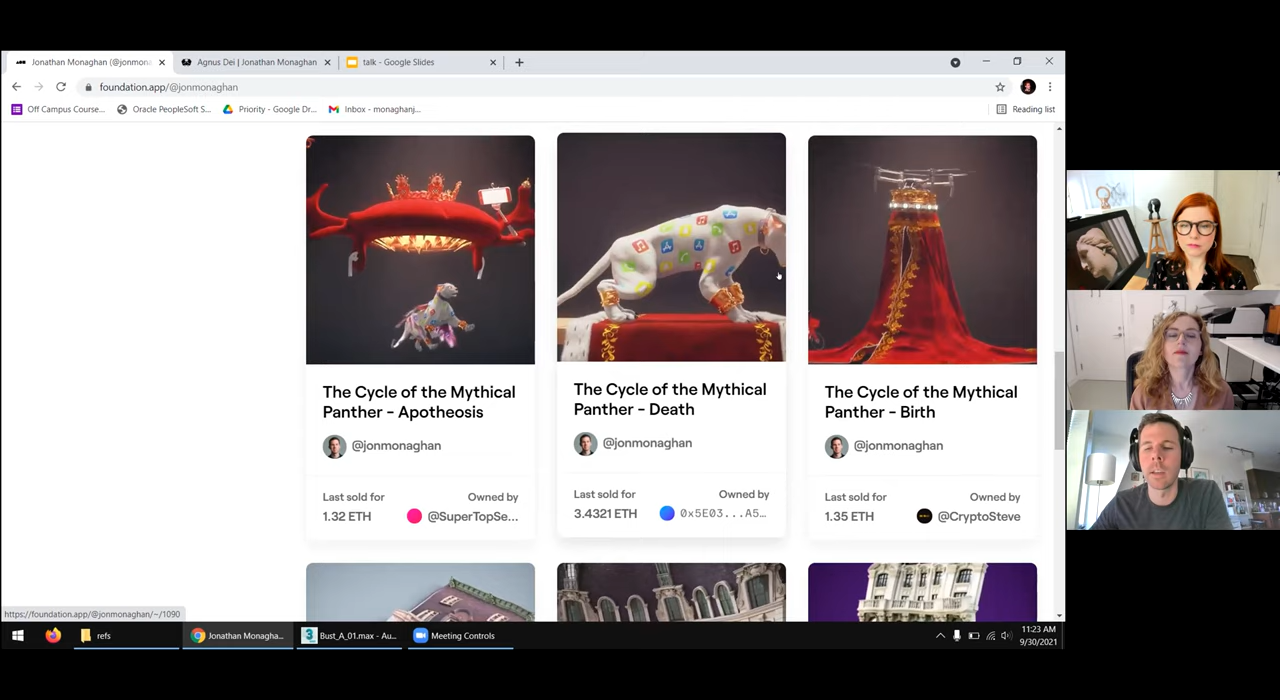 Jonathan Monaghan (@jonmona
Agnus Dei | Jonathan Monaghan
talk - Google Slides
foundation.app/@jonmonaghan
Off Campus Course...
Oracle PeopleSoft S...
Priority - Google Dr...
Inbox - monaghanj...
Reading list
The Cycle of the Mythical
Panther - Apotheosis
@jonmonaghan
Last sold for
Owned by
1.32 ETH
@SuperTopSe...
The Cycle of the Mythical
Panther - Death
@jonmonaghan
Last sold for
Owned by
3.4321 ETH
0x5E03...A5...
The Cycle of the Mythical
Panther - Birth
@jonmonaghan
Last sold for
Owned by
1.35 ETH
@CryptoSteve
https://foundation.app/@jonmonaghan/~/1090
refs
Jonathan Monagha...
Bust_A_01.max - Au...
Meeting Controls
11:23 AM
9/30/2021